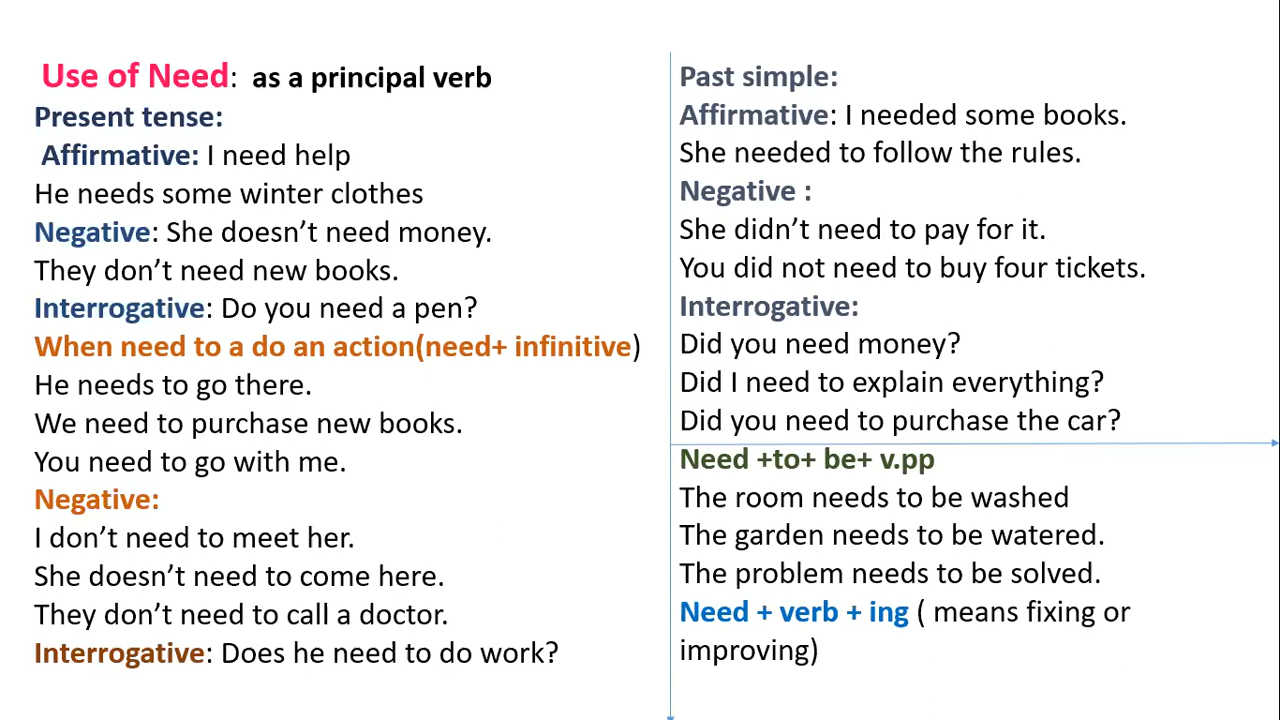 Use of Need: as a principal verb
Present tense:
Affirmative: I need help
He needs some winter clothes
Negative: She doesn’t need money.
They don’t need new books.
Interrogative: Do you need a pen?
When need to a do an action(need+ infinitive)
He needs to go there.
We need to purchase new books.
You need to go with me.
Negative:
I don’t need to meet her.
She doesn’t need to come here.
They don’t need to call a doctor.
Interrogative: Does he need to do work?
Past simple:
Affirmative: I needed some books.
She needed to follow the rules.
Negative :
She didn’t need to pay for it.
You did not need to buy four tickets.
Interrogative:
Did you need money?
Did I need to explain everything?
Did you need to purchase the car?
Need +to+ be+ v.pp
The room needs to be washed
The garden needs to be watered.
The problem needs to be solved.
Need + verb + ing ( means fixing or
improving)